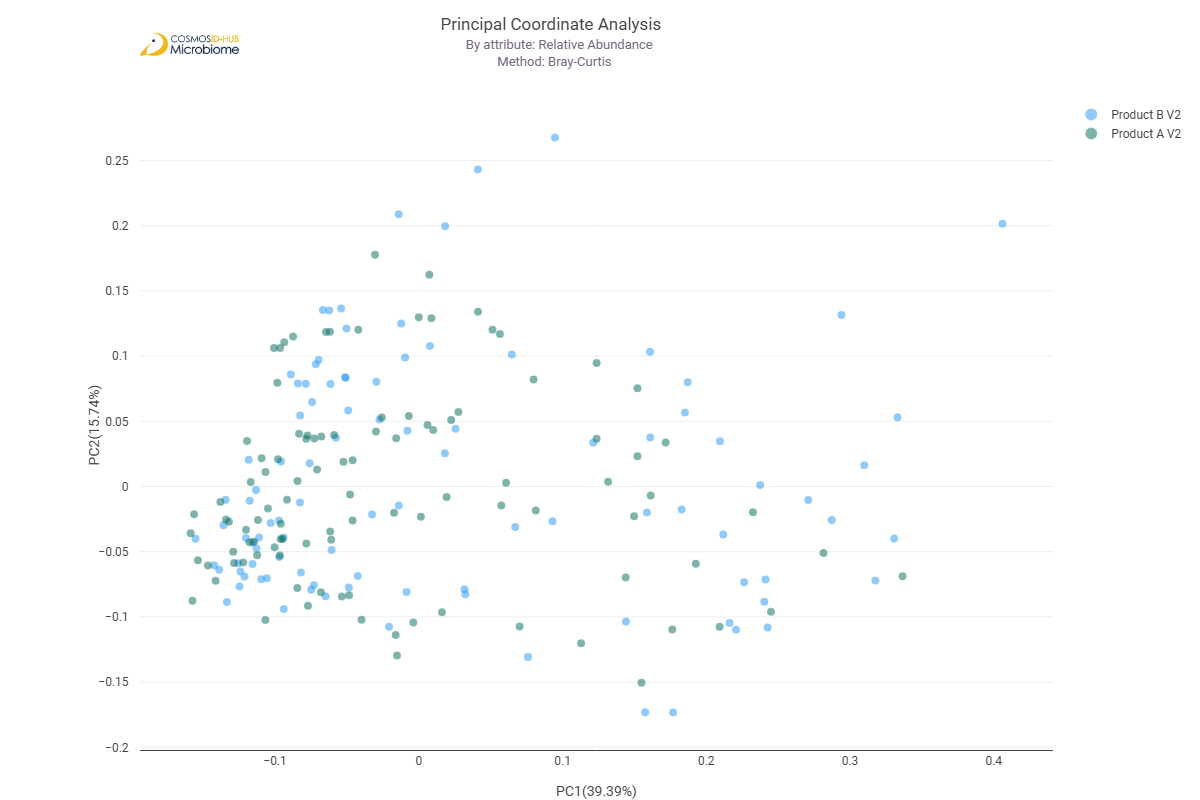 Principal Coordinate Analysis
By attribute: Relative Abundance
Method: Bray-Curtis
COSMOSID-HUB
Microbiome
Product B V2
Product A V2
0.25
0.2
0.15
0.1
0.05
0
−0.05
−0.1
−0.15
−0.2
PC2(15.74%)
−0.1
0
0.1
0.2
0.3
0.4
PC1(39.39%)